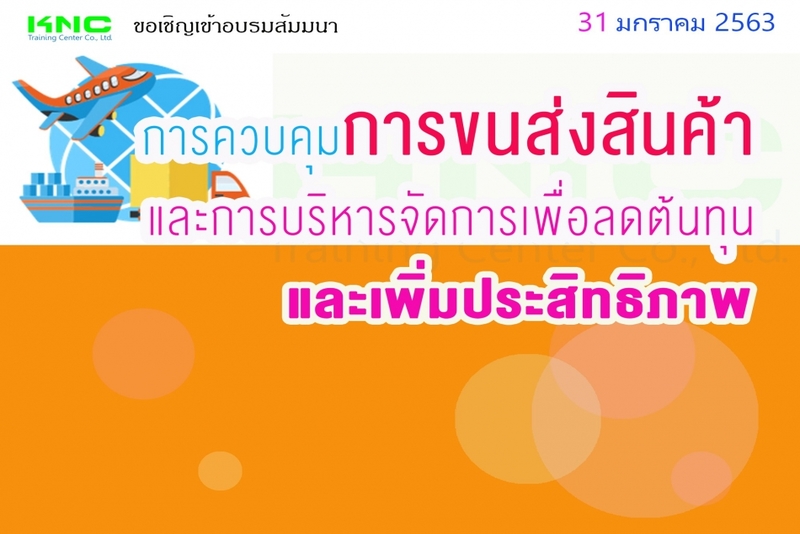 KNC ขอเชิญเข้าอบรมสัมมนา 31 มกราคม 2563
Training Center Co., Ltd.
การควบคุมการขนส่งสินค้า
และการบริหารจัดการเพื่อลดต้นทุน
Training Center Co., Ltd.
และเพิ่มประสิทธิภาพ